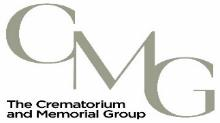 CMG
The Crematorium
and Memorial Group